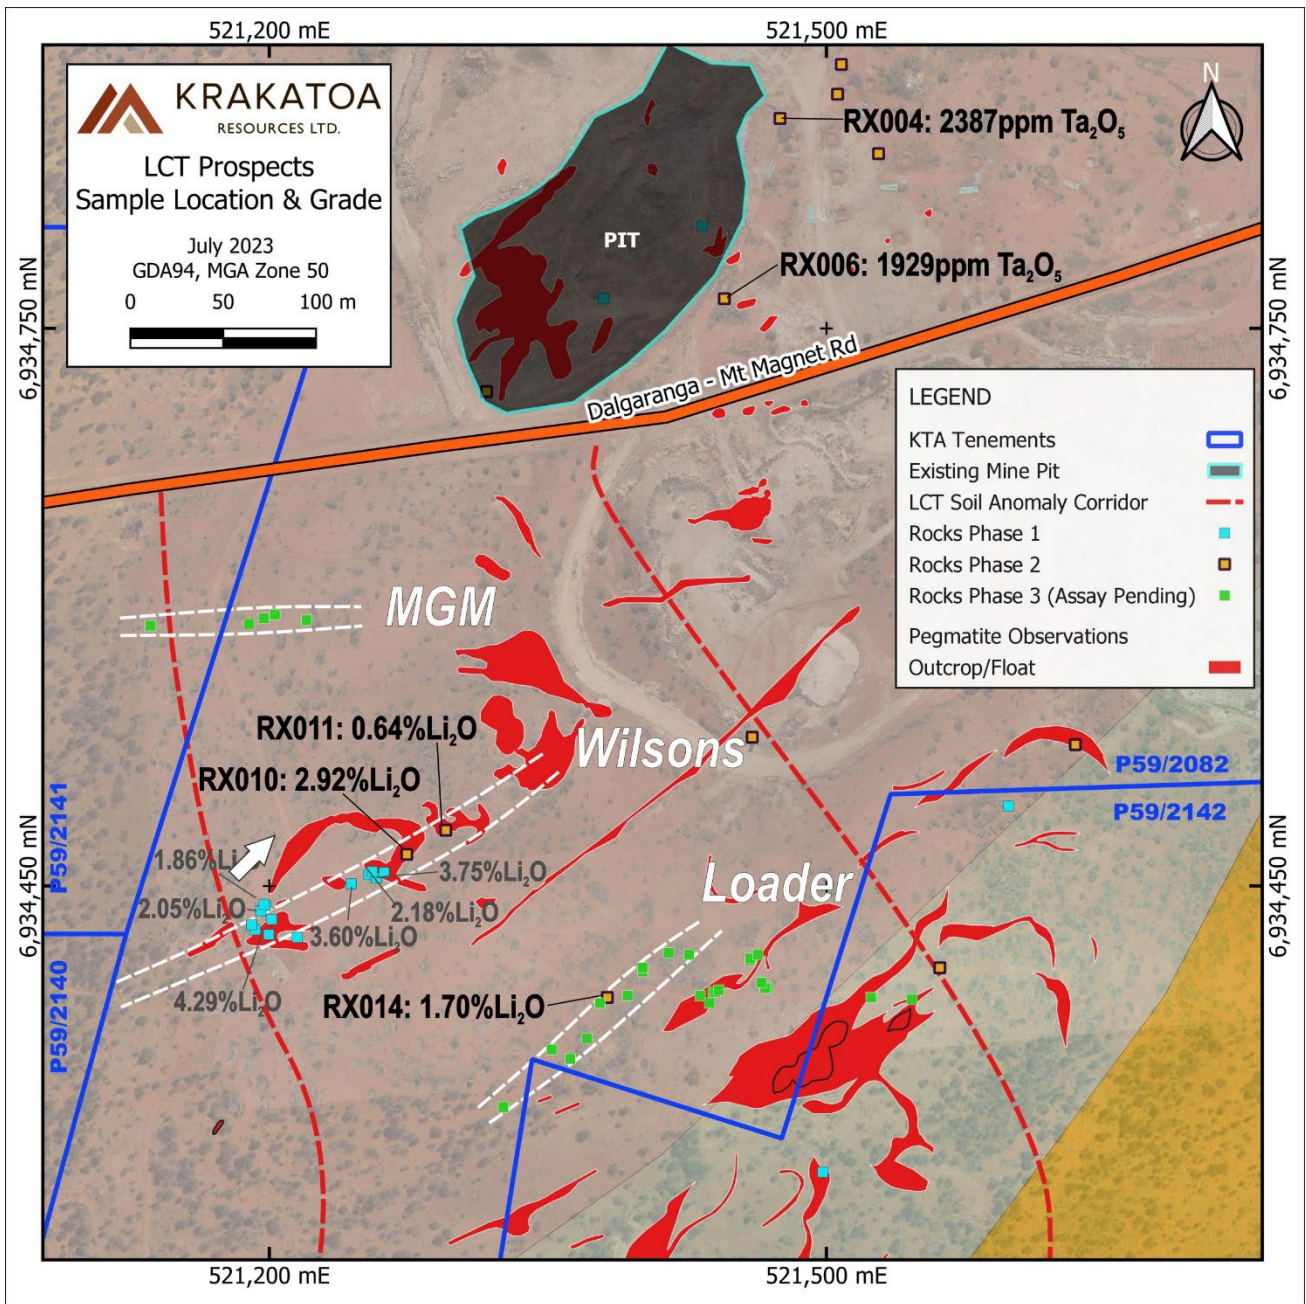 521,200 mE
521,500 mE
KRAKATOA
RESOURCES LTD.
LCT Prospects
Sample Location & Grade
July 2023
GDA94, MGA Zone 50
0 50 100 m
N
RX004: 2387ppm Ta₂O₅
PIT
RX006: 1929ppm Ta₂O₅
6,934,750 mN
6,934,750 mN
Dalgaranga - Mt Magnet Rd
LEGEND
KTA Tenements
Existing Mine Pit
LCT Soil Anomaly Corridor
Rocks Phase 1
Rocks Phase 2
Rocks Phase 3 (Assay Pending)
Pegmatite Observations
Outcrop/Float
MGM
RX011: 0.64%Li₂O
Wilsons
RX010: 2.92%Li₂O
P59/2082
P59/2142
P59/2141
6,934,450 mN
6,934,450 mN
1.86%Li
3.75%Li₂O
Loader
2.05%Li₂O
2.18%Li₂O
3.60%Li₂O
4.29%Li₂O
RX014: 1.70%Li₂O
P59/2140
521,200 mE
521,500 mE